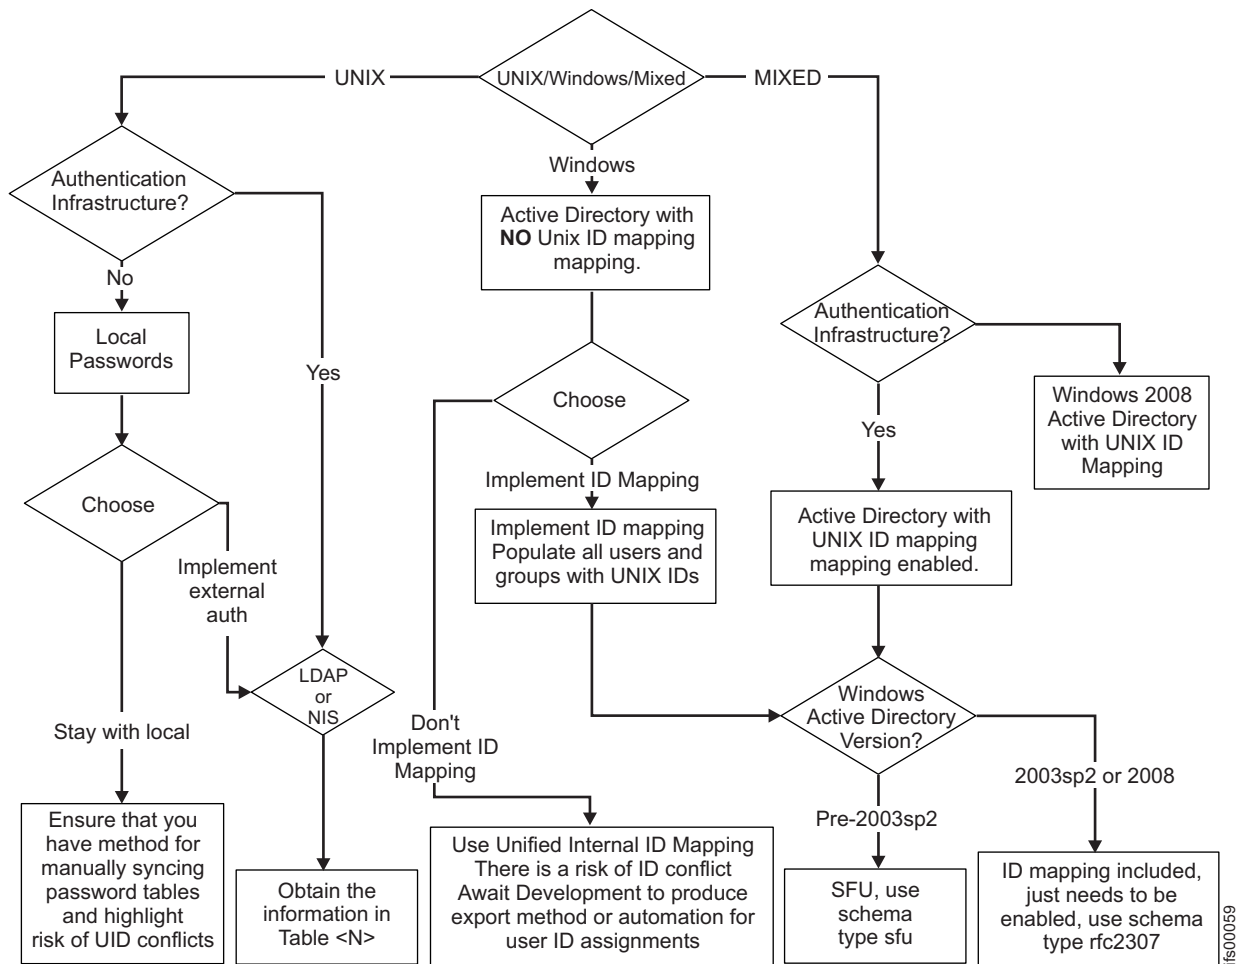 UNIX
UNIX/Windows/Mixed
MIXED
Windows
Authentication
Infrastructure?
Active Directory with
NO Unix ID mapping
mapping.
No
Authentication
Infrastructure?
Local
Passwords
Yes
Choose
Windows 2008
Active Directory
with UNIX ID
Mapping
Yes
Implement ID Mapping
Choose
Implement ID mapping
Populate all users and
groups with UNIX IDs
Active Directory with
UNIX ID mapping
mapping enabled.
Implement
external
auth
LDAP
or
NIS
Windows
Active Directory
Version?
Stay with local
Don't
Implement ID
Mapping
2003sp2 or 2008
Pre-2003sp2
Ensure that you
have method for
manually syncing
password tables
and highlight
risk of UID conflicts
Obtain the
information in
Table <N>
Use Unified Internal ID Mapping
There is a risk of ID conflict
Await Development to produce
export method or automation for
user ID assignments
SFU, use
schema
type sfu
ID mapping included,
just needs to be
enabled, use schema
type rfc2307
ifs00059